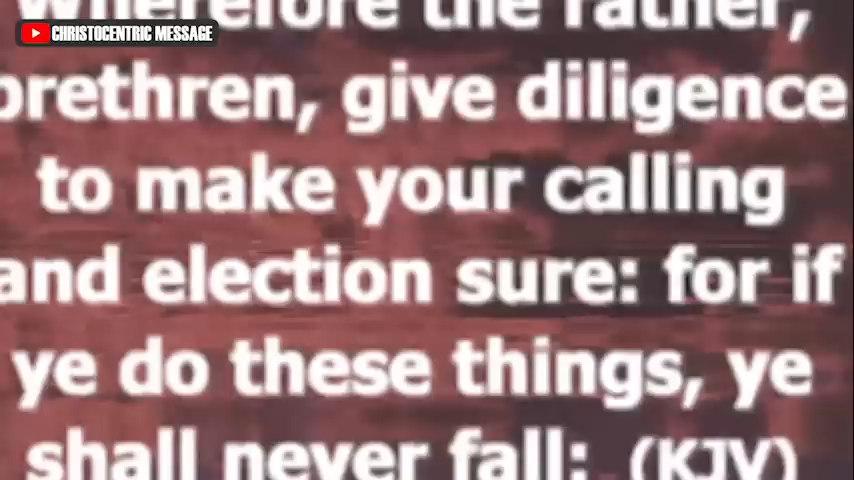 Wherefore the rather,
CHRISTOCENTRIC MESSAGE
brethren, give diligence
to make your calling
and election sure: for if
ye do these things, ye
shall never fall: (KJV)